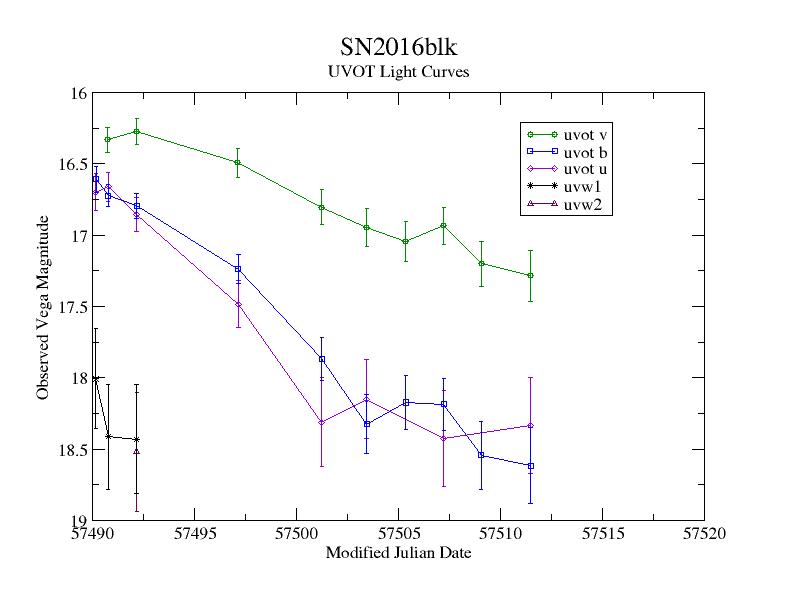 SN2016blk
UVOT Light Curves
Observed Vega Magnitude
16
16.5
17
17.5
18
18.5
19
uvot v
uvot b
uvot u
uvw1
uvw2
57490 57495 57500 57505 57510 57515 57520
Modified Julian Date